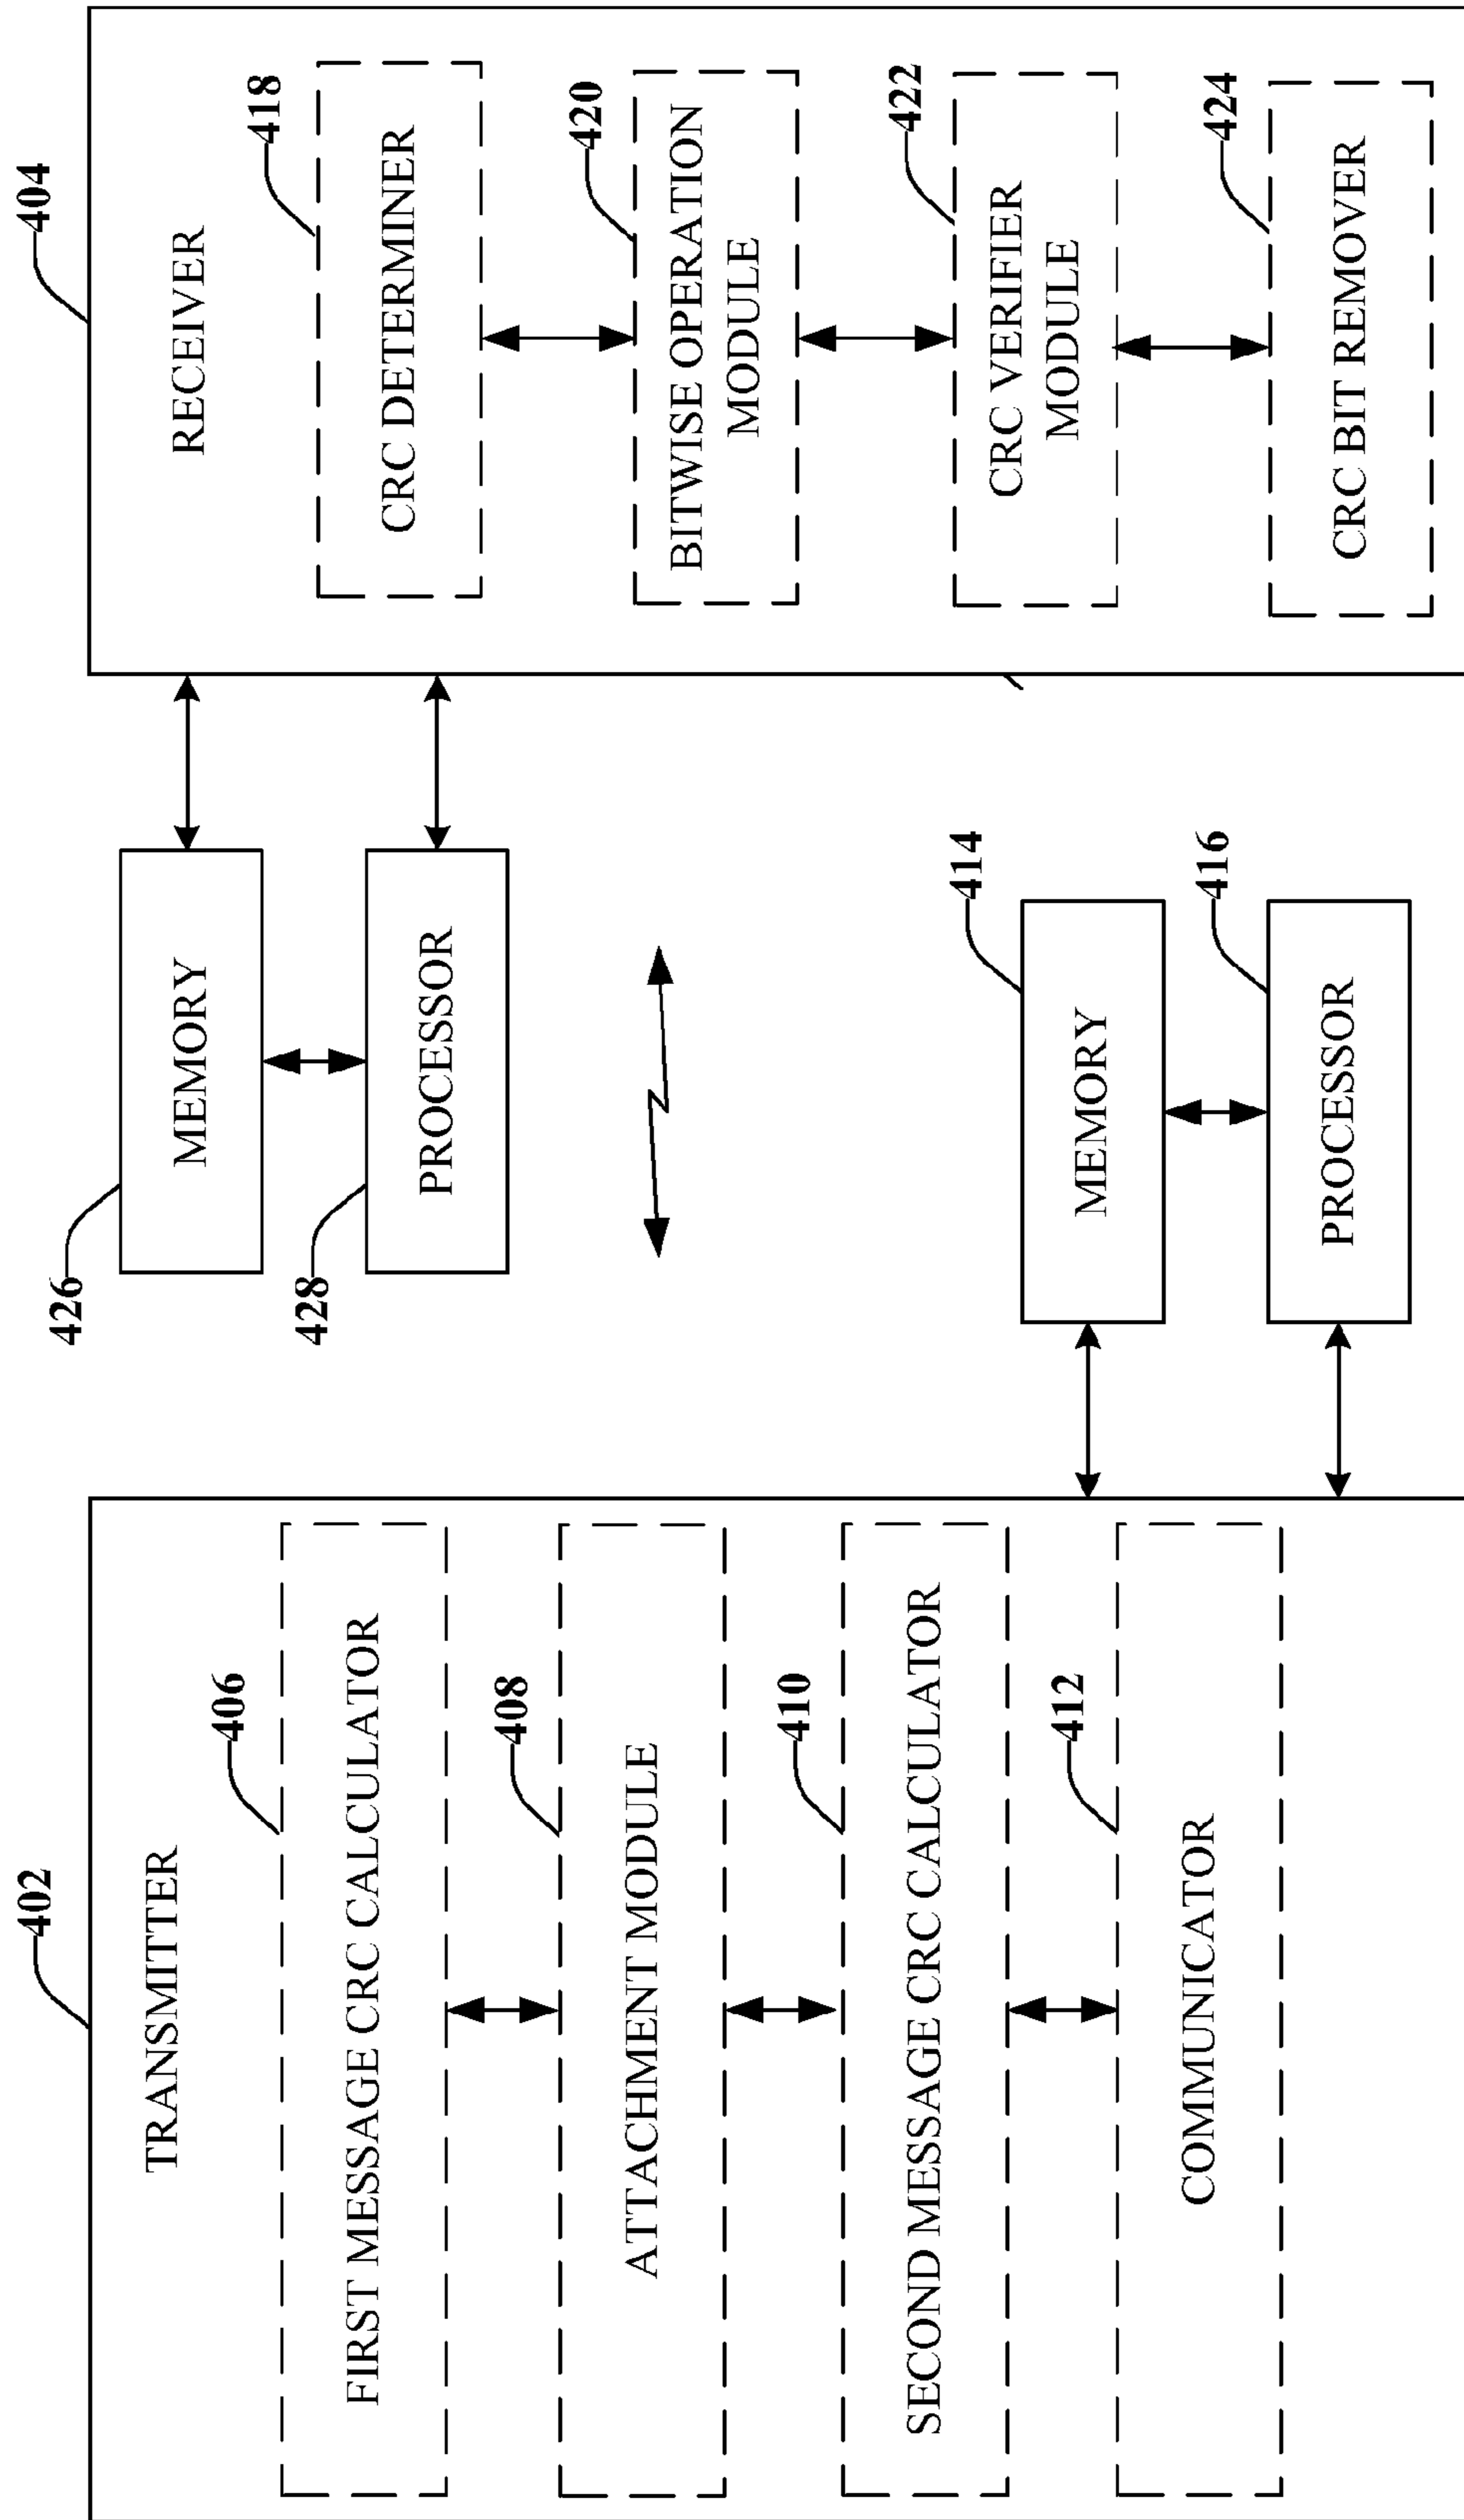 402
TRANSMITTER
406
FIRST MESSAGE CRC CALCULATOR
408
ATTACHMENT MODULE
410
SECOND MESSAGE CRC CALCULATOR
412
COMMUNICATOR
426
MEMORY
428
PROCESSOR
414
MEMORY
416
PROCESSOR
404
RECEIVER
418
CRC DETERMINER
420
BITWISE OPERATION
MODULE
422
CRC VERIFIER
MODULE
424
CRC BIT REMOVER